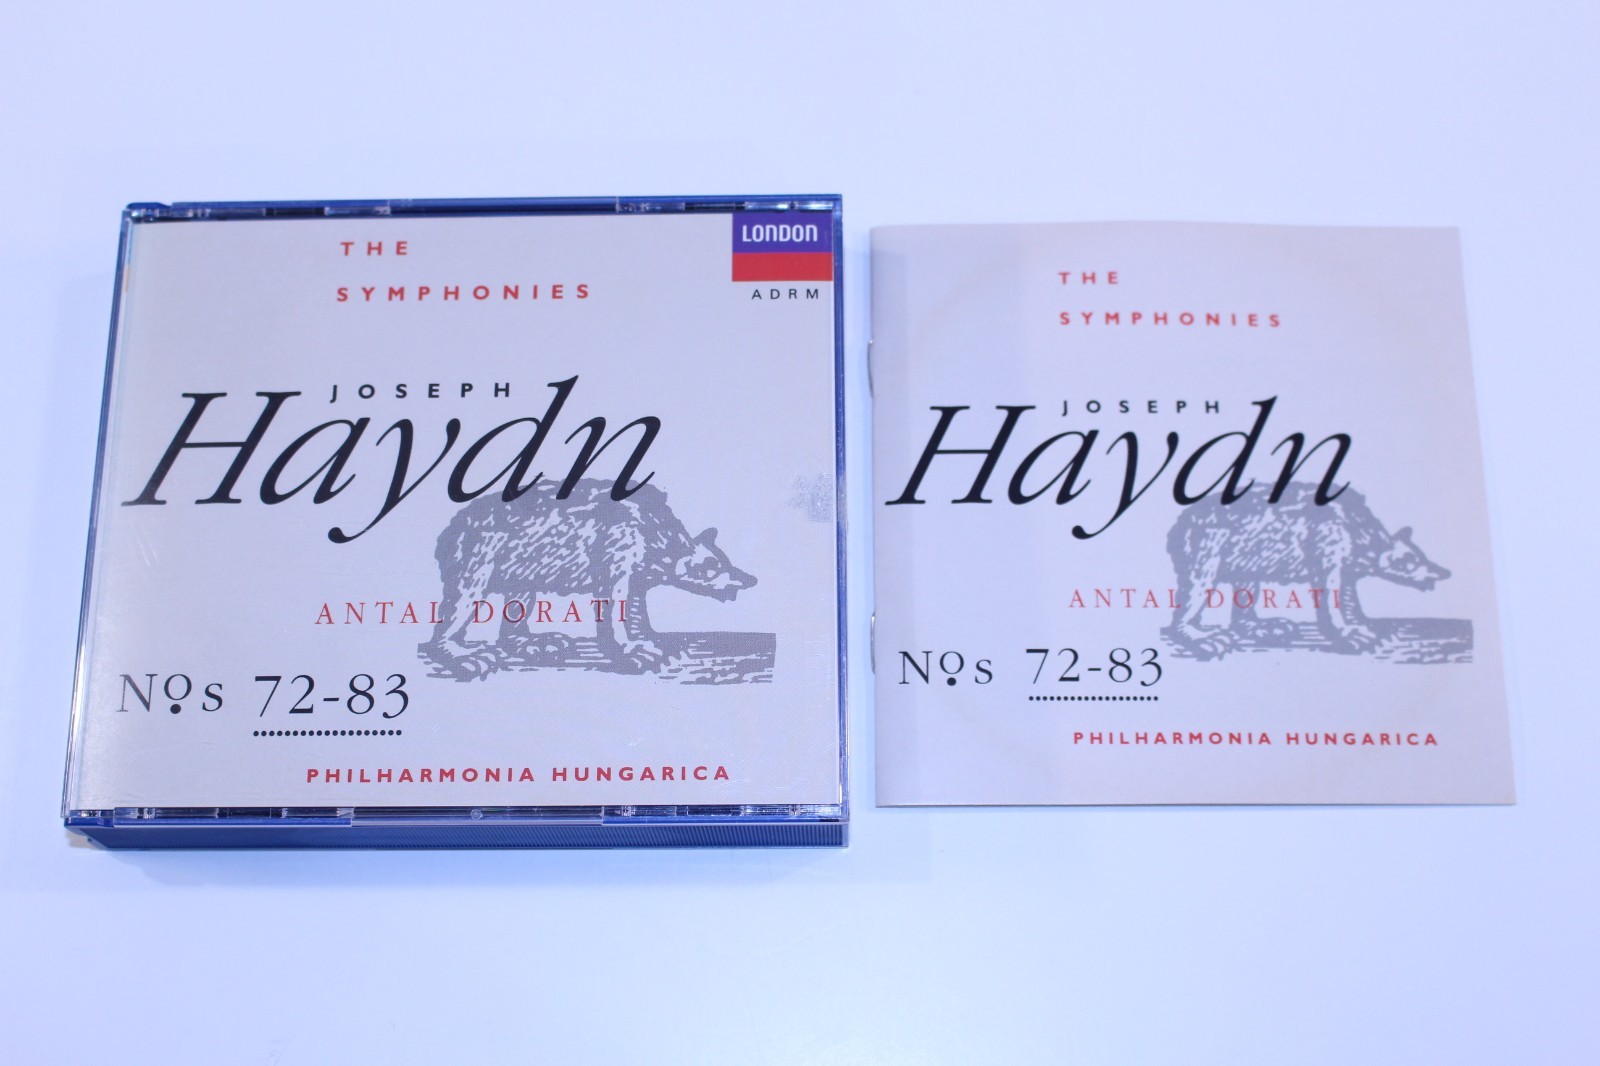 THE
SYMPHONIES
LONDON
ADRM
JOSEPH
Haydn
ANTAL DORATI
Nos 72-83
PHILHARMONIA HUNGARICA
THE
SYMPHONIES
JOSEPH
Haydn
ANTAL DORATI
Nos 72-83
PHILHARMONIA HUNGARICA